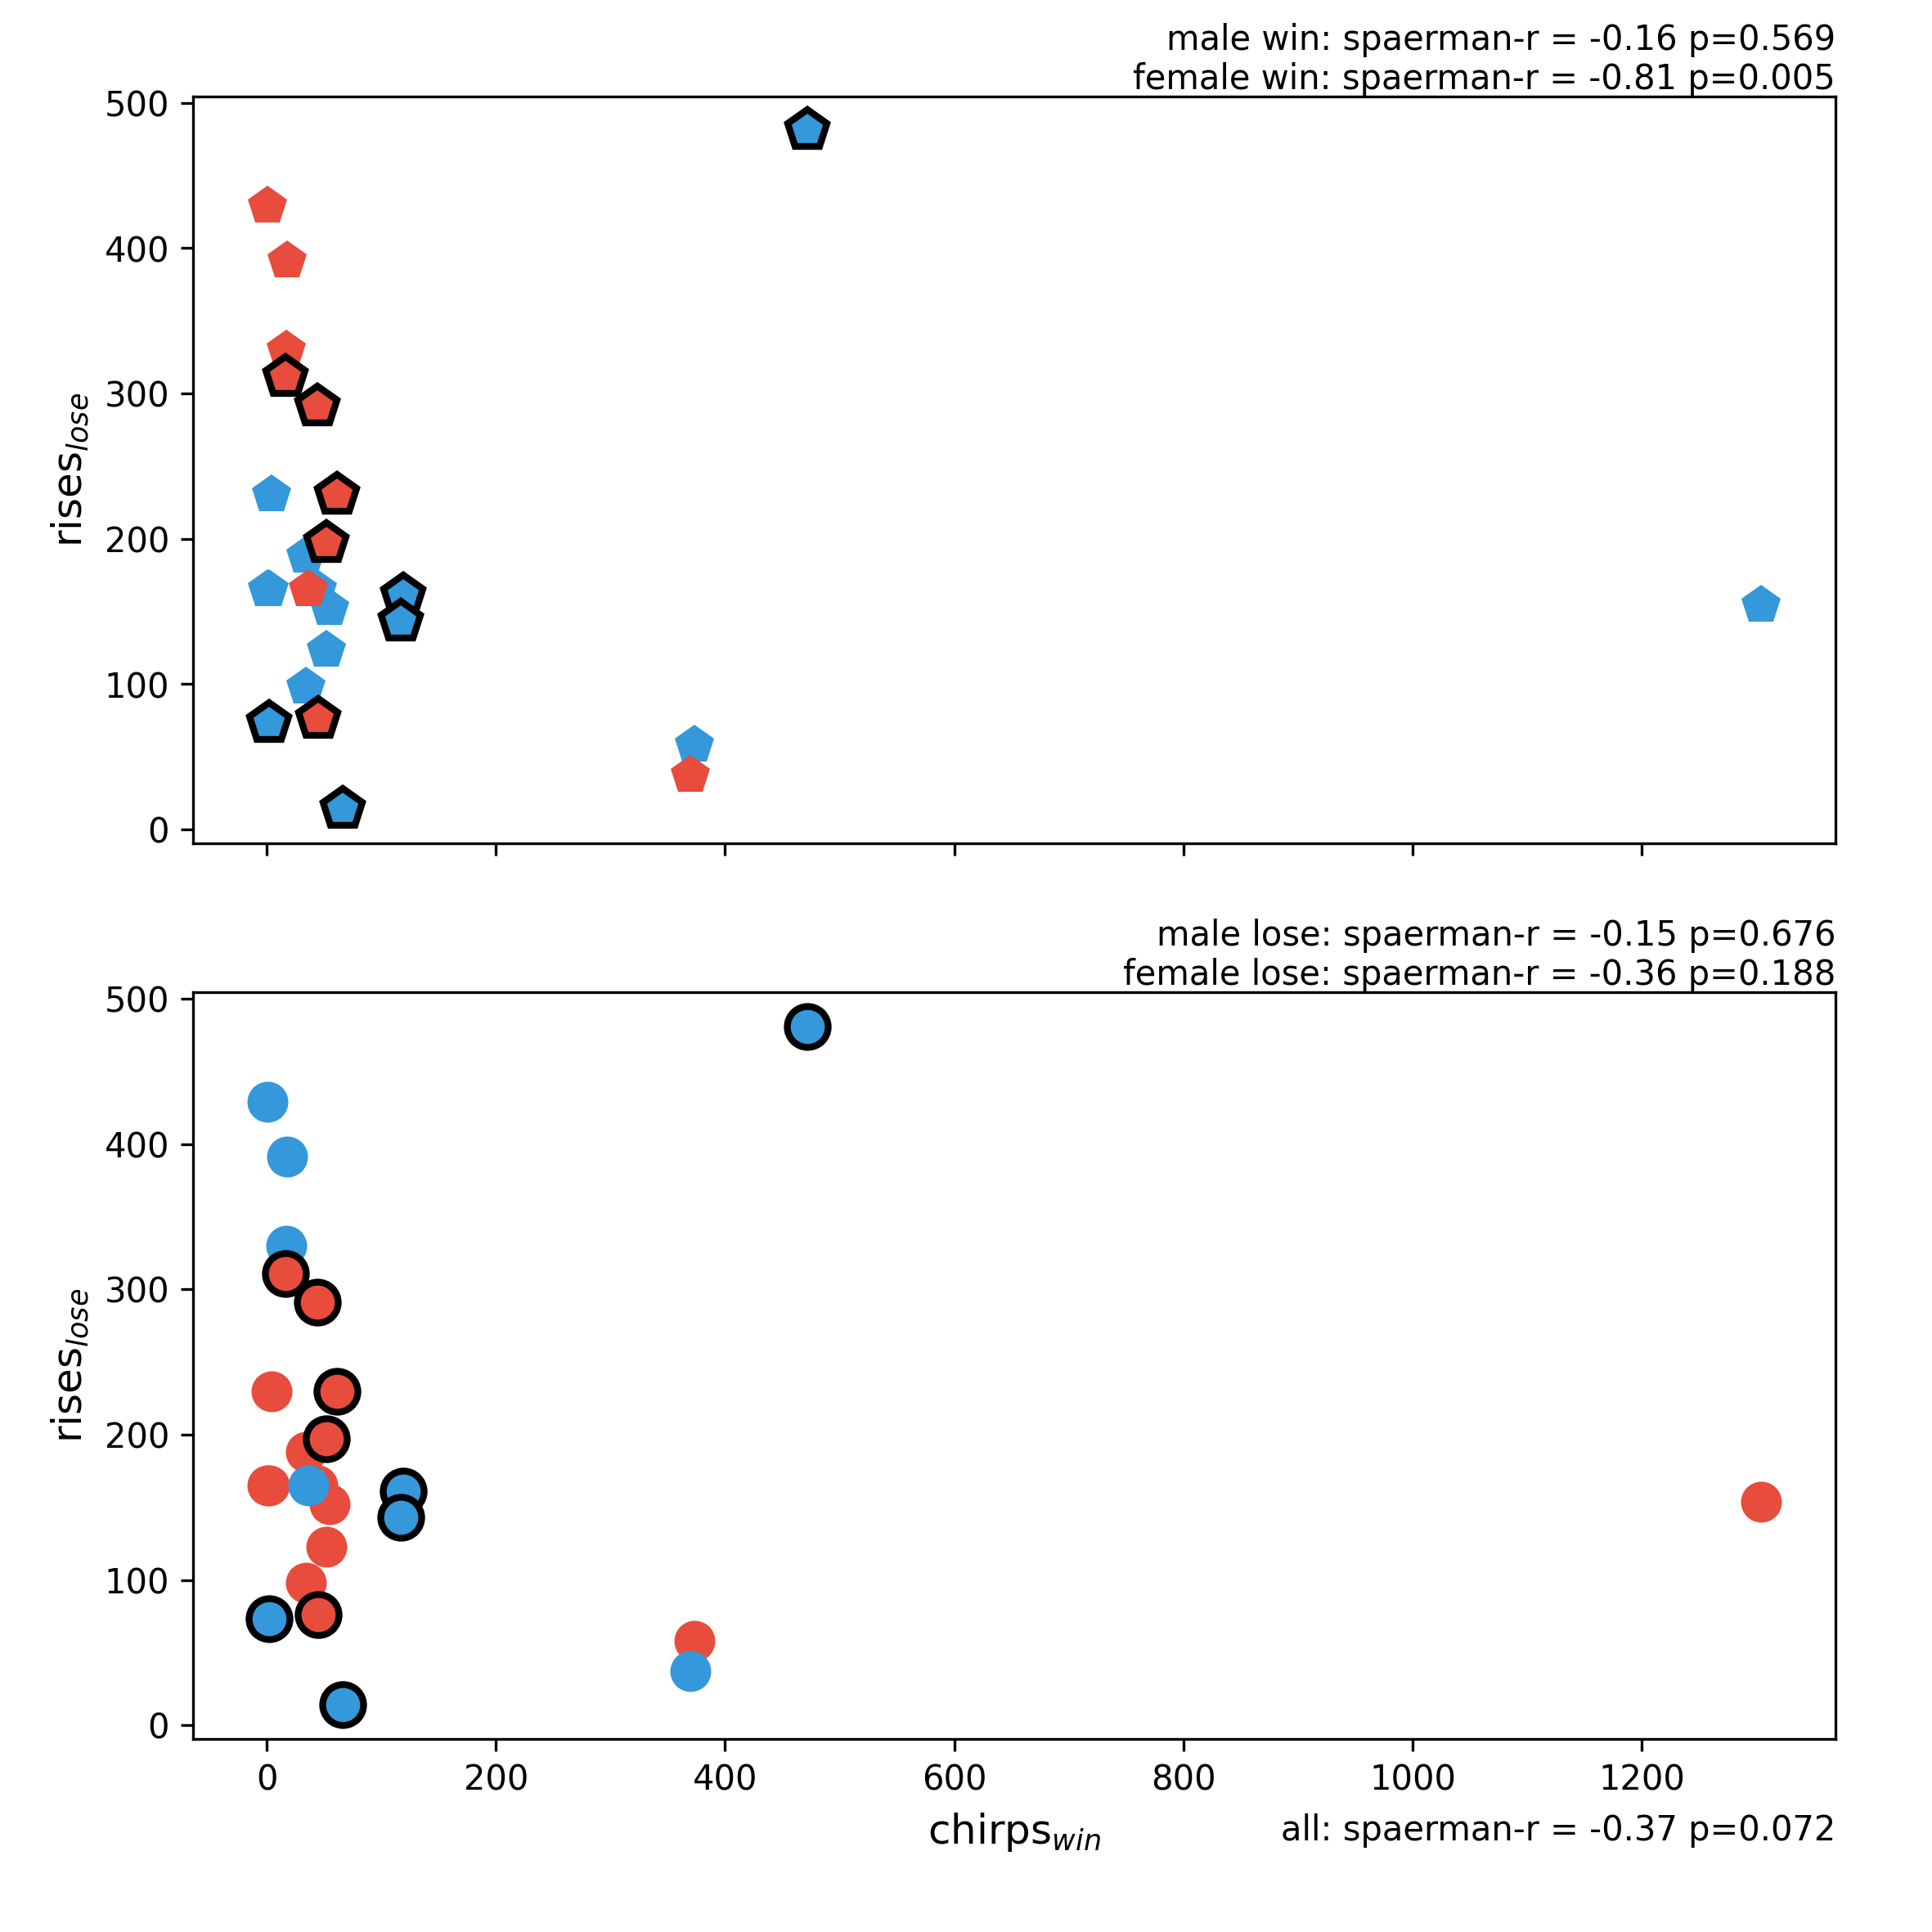 male win: spaerman-r = -0.16 p=0.569
female win: spaerman-r = -0.81 p=0.005
500
400
300
200
100
0
rises_lose
male lose: spaerman-r = -0.15 p=0.676
female lose: spaerman-r = -0.36 p=0.188
500
400
300
200
100
0
rises_lose
0 200 400 600 800 1000 1200
chirps_win
all: spaerman-r = -0.37 p=0.072